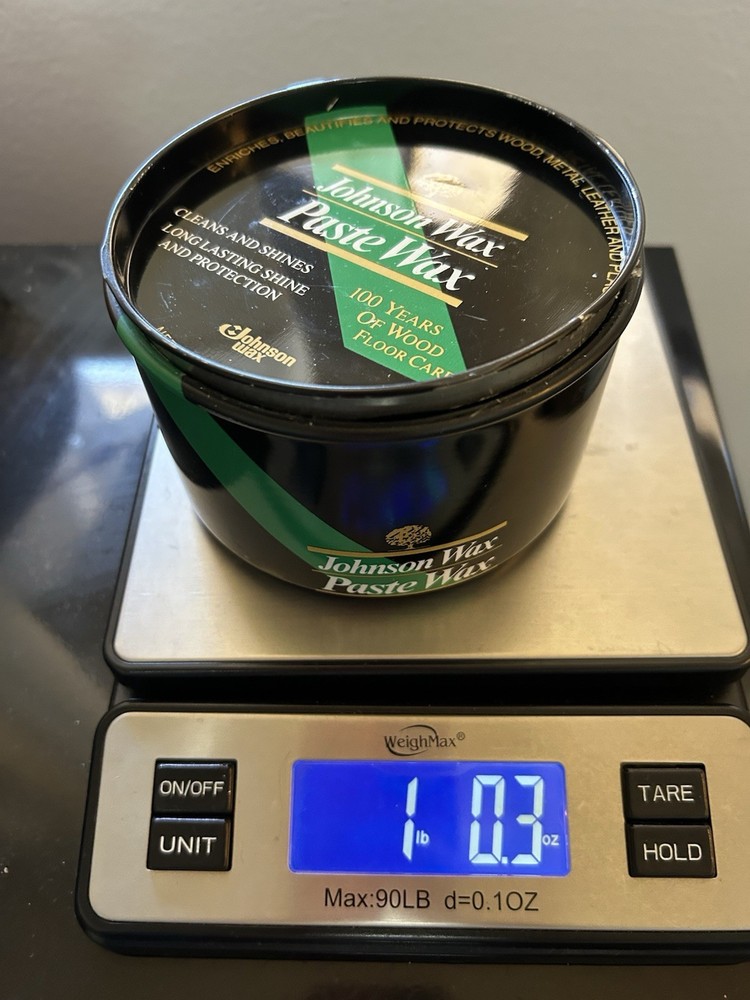 ENRICHES, BEAUTIFIES AND PROTECTS WOOD, METAL, LEATHER AND
Johnson Wax
Paste Wax
CLEANS AND SHINES
LONG LASTING SHINE
AND PROTECTION
100 YEARS
OF WOOD
FLOOR CARE
Johnson
wax
Johnson Wax
Paste Wax
WeighMax®
ON/OFF
UNIT
1 lb 0.3 oz
TARE
HOLD
Max:90LB d=0.1OZ